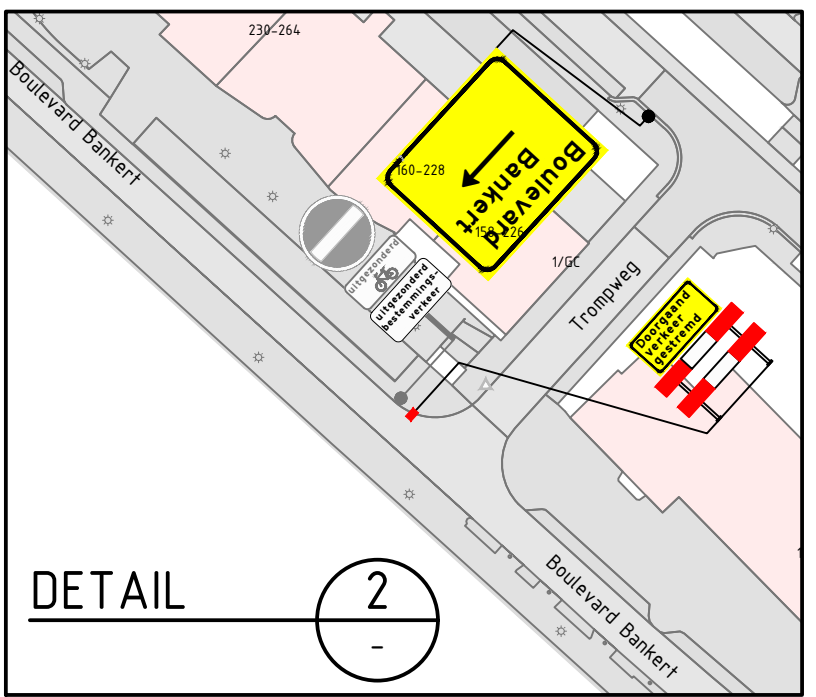 230-264
Boulevard Bankert
160-228
Boulevard
Bankert
158-226
1/GC
uitgezonderd
uitgezonderd
bestemmings-
verkeer
Trompweg
Doorgaand
verkeer
gestremd
Boulevard Bankert
DETAIL
2
-